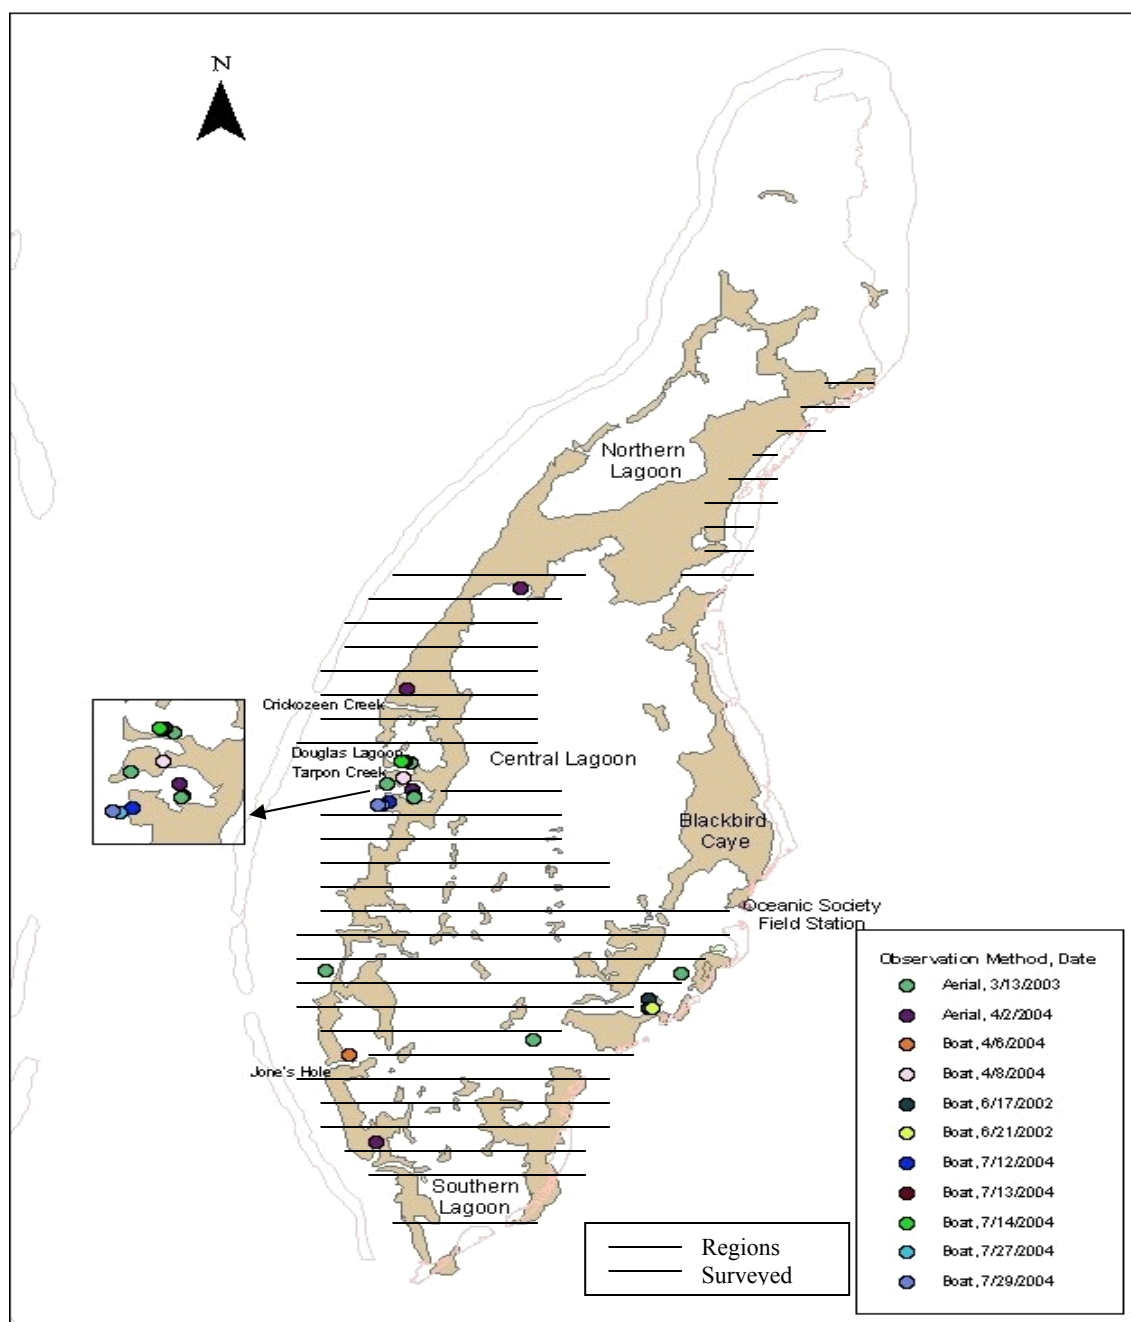 N
Northern
Lagoon
Crickozeen Creek
Douglas Lagoon
Tarpon Creek
Central Lagoon
Blackbird
Caye
Oceanic Society
Field Station
Jone's Hole
Southern
Lagoon
Regions
Surveyed
Observation Method, Date
Aerial, 3/13/2003
Aerial, 4/2/2004
Boat, 4/6/2004
Boat, 4/8/2004
Boat, 6/17/2002
Boat, 6/21/2002
Boat, 7/12/2004
Boat, 7/13/2004
Boat, 7/14/2004
Boat, 7/27/2004
Boat, 7/29/2004